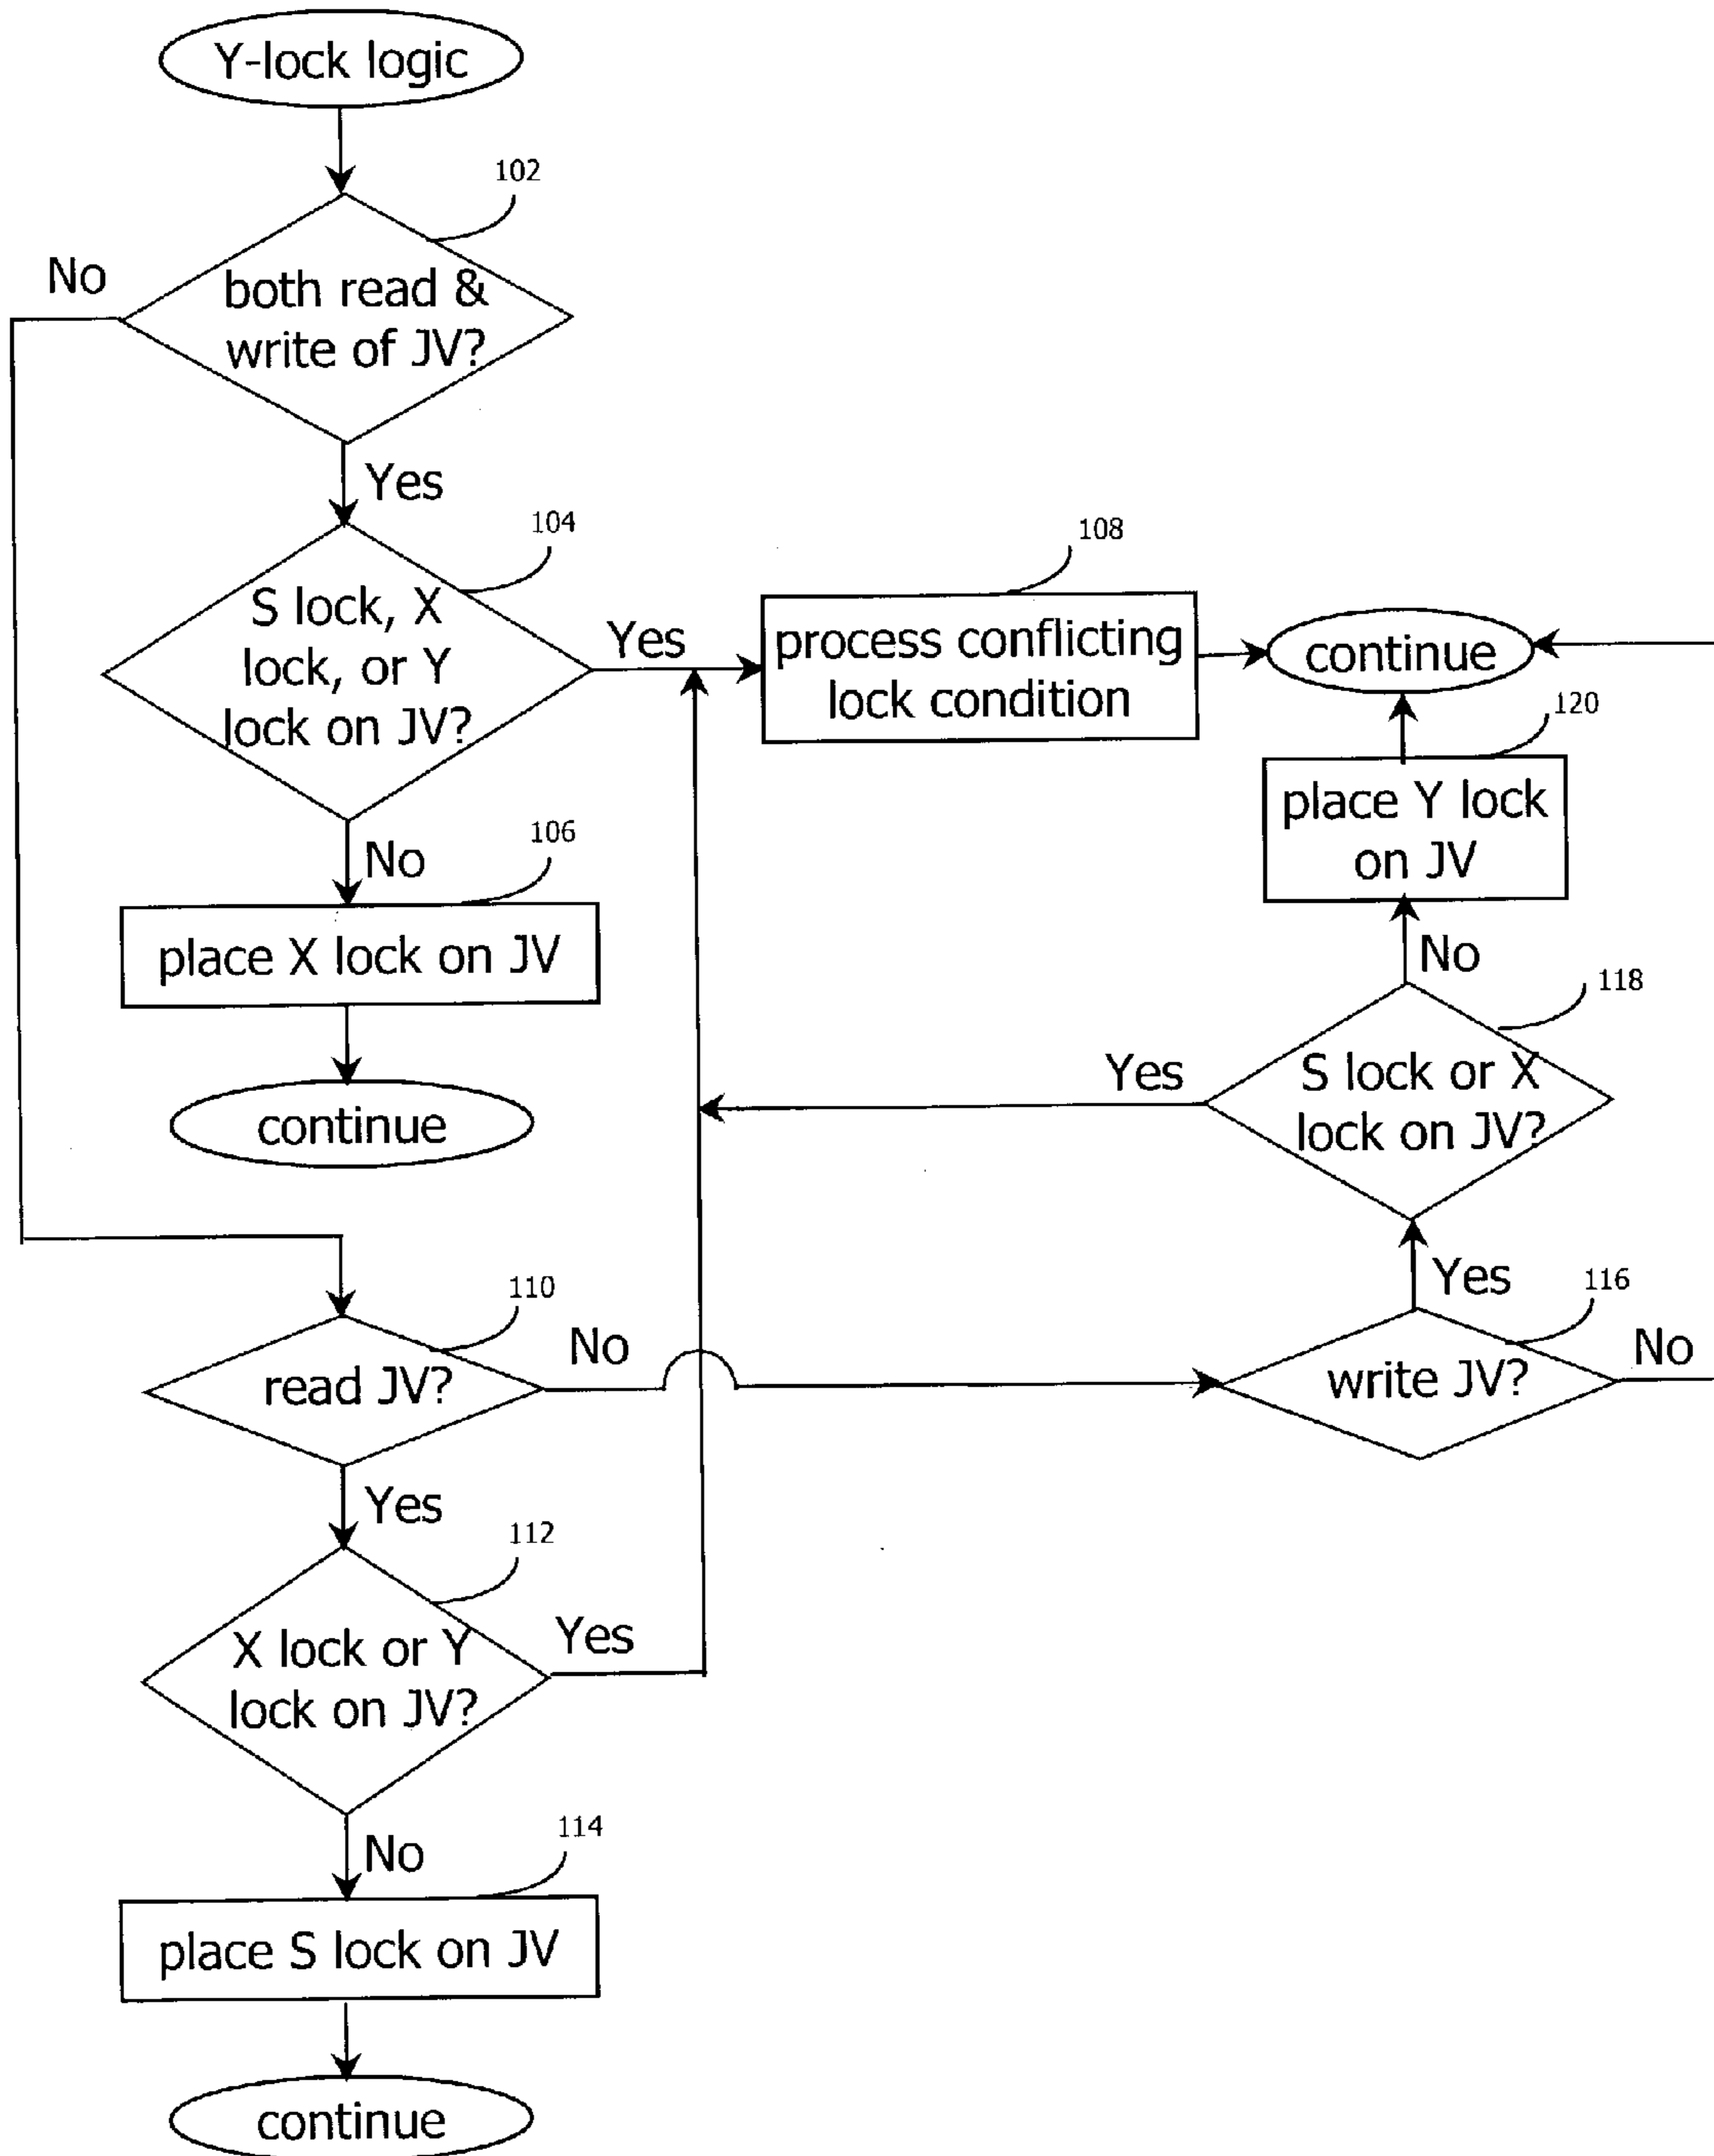 Y-lock logic
102
No
both read &
write of JV?
Yes
104
108
S lock, X
lock, or Y
lock on JV?
Yes
process conflicting
lock condition
continue
120
place Y lock
on JV
No
106
No
place X lock on JV
118
Yes
S lock or X
lock on JV?
continue
Yes
116
110
No
No
read JV?
write JV?
Yes
112
X lock or Y
lock on JV?
Yes
No
114
place S lock on JV
continue